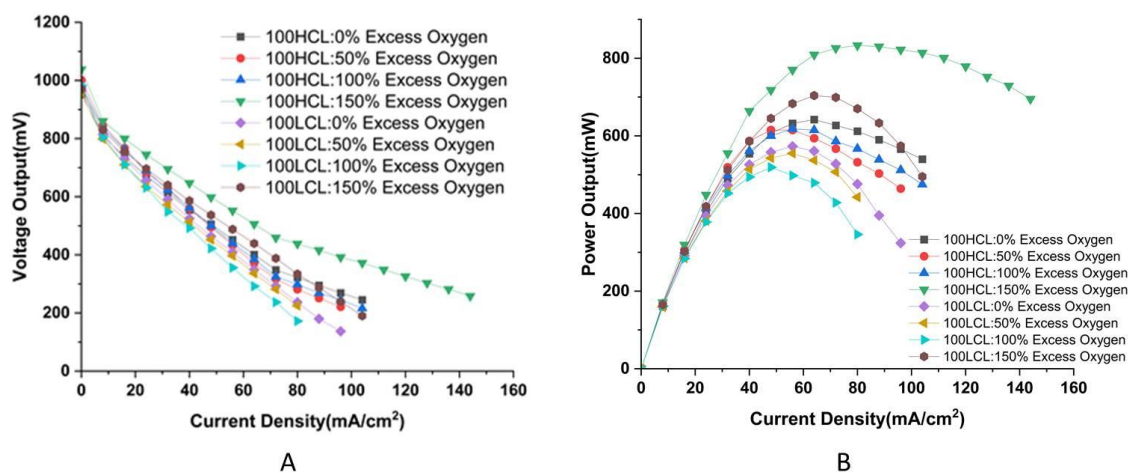 1200
1000
800
600
400
200
0
Voltage Output(mV)
100HCL:0% Excess Oxygen
100HCL:50% Excess Oxygen
100HCL:100% Excess Oxygen
100HCL:150% Excess Oxygen
100LCL:0% Excess Oxygen
100LCL:50% Excess Oxygen
100LCL:100% Excess Oxygen
100LCL:150% Excess Oxygen
0 20 40 60 80 100 120 140 160
Current Density(mA/cm²)
A
800
600
400
200
0
Power Output(mW)
100HCL:0% Excess Oxygen
100HCL:50% Excess Oxygen
100HCL:100% Excess Oxygen
100HCL:150% Excess Oxygen
100LCL:0% Excess Oxygen
100LCL:50% Excess Oxygen
100LCL:100% Excess Oxygen
100LCL:150% Excess Oxygen
0 20 40 60 80 100 120 140 160
Current Density(mA/cm²)
B